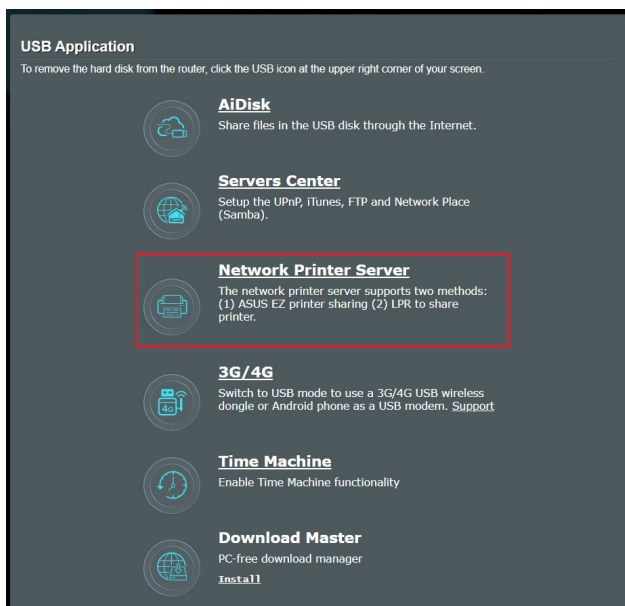 USB Application
To remove the hard disk from the router, click the USB icon at the upper right corner of your screen.
AiDisk
Share files in the USB disk through the Internet.
Servers Center
Setup the UPnP, iTunes, FTP and Network Place
(Samba).
Network Printer Server
The network printer server supports two methods:
(1) ASUS EZ printer sharing (2) LPR to share
printer.
3G/4G
Switch to USB mode to use a 3G/4G USB wireless
dongle or Android phone as a USB modem. Support
4G
Time Machine
Enable Time Machine functionality
Download Master
PC-free download manager
Install